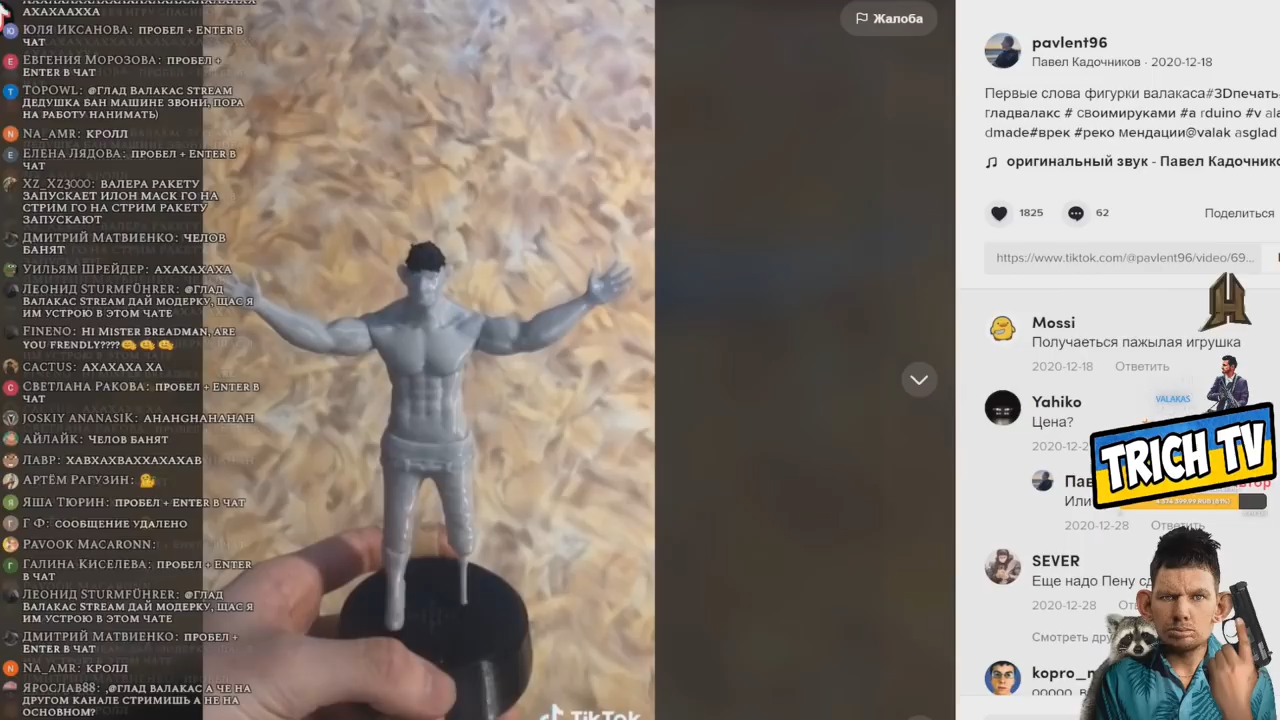 АХАХААХХА
ЮЛЯ ИКСАНОВА: ПРОБЕЛ + ENTER В
ЧАТ
ЕВГЕНИЯ МОРОЗОВА: ПРОБЕЛ +
ENTER В ЧАТ
TOPOWL: @ГЛАД ВАЛАКАС STREAM
ДЕДУШКА БАН МАШИНЕ ЗВОНИ, ПОРА
НА РАБОТУ НАНИМАТЬ)
NA_AMR: КРОЛЛ
ЕЛЕНА ЛЯДОВА: ПРОБЕЛ + ENTER В
ЧАТ
XZ_XZ3000: ВАЛЕРА РАКЕТУ
ЗАПУСКАЕТ ИЛОН МАСК ГО НА
СТРИМ ГО НА СТРИМ РАКЕТУ
ЗАПУСКАЮТ
ДМИТРИЙ МАТВИЕНКО: ЧЕЛОВ
БАНЯТ
УИЛЬЯМ ШРЕЙДЕР: АХАХАХАХА
ЛЕОНИД STURMFÜHRER: @ГЛАД
ВАЛАКАС STREAM ДАЙ МОДЕРКУ, ЩАС Я
ИМ УСТРОЮ В ЭТОМ ЧАТЕ
FINENO: HI MISTER BREADMAN, ARE
YOU FRENDLY????
CACTUS: АХАХАХА ХА
СВЕТЛАНА РАКОВА: ПРОБЕЛ + ENTER В
ЧАТ
JOSKIY ANANASIK: АНАНGНАНАНАН
АЙЛАЙК: ЧЕЛОВ БАНЯТ
ЛАВР: ХАВХАХВАХХАХАХАВ
АРТЁМ РАГУЗИН:
ЯША ТЮРИН: ПРОБЕЛ + ENTER В ЧАТ
Г Ф: СООБЩЕНИЕ УДАЛЕНО
PAVOOK MACARONN:
ГАЛИНА КИСЕЛЕВА: ПРОБЕЛ + ENTER
В ЧАТ
ЛЕОНИД STURMFÜHRER: @ГЛАД
ВАЛАКАС STREAM ДАЙ МОДЕРКУ, ЩАС Я
ИМ УСТРОЮ В ЭТОМ ЧАТЕ
ДМИТРИЙ МАТВИЕНКО: ПРОБЕЛ +
ENTER В ЧАТ
NA_AMR: КРОЛЛ
ЯРОСЛАВ88: ,@ГЛАД ВАЛАКАС А ЧЕ НА
ДРУГОМ КАНАЛЕ СТРИМИШЬ А НЕ НА
ОСНОВНОМ?
TikTok
Жалоба
pavlent96
Павел Кадочников · 2020-12-18
Первые слова фигурки валакаса#3Dпечать
гладвалакс # своимируками #a rduino #v ala
dmade#врек #реко мендации@valak asglad
оригинальный звук - Павел Кадочнико
1825
62
Поделиться
https://www.tiktok.com/@pavlent96/video/69...
Mossi
Получаеться пажылая игрушка
2020-12-18 Ответить
VALAKAS
Yahiko
Цена?
TRICH TV
Или
2020-12-28 Ответить
SEVER
Еще надо Пену
2020-12-28
Смотреть